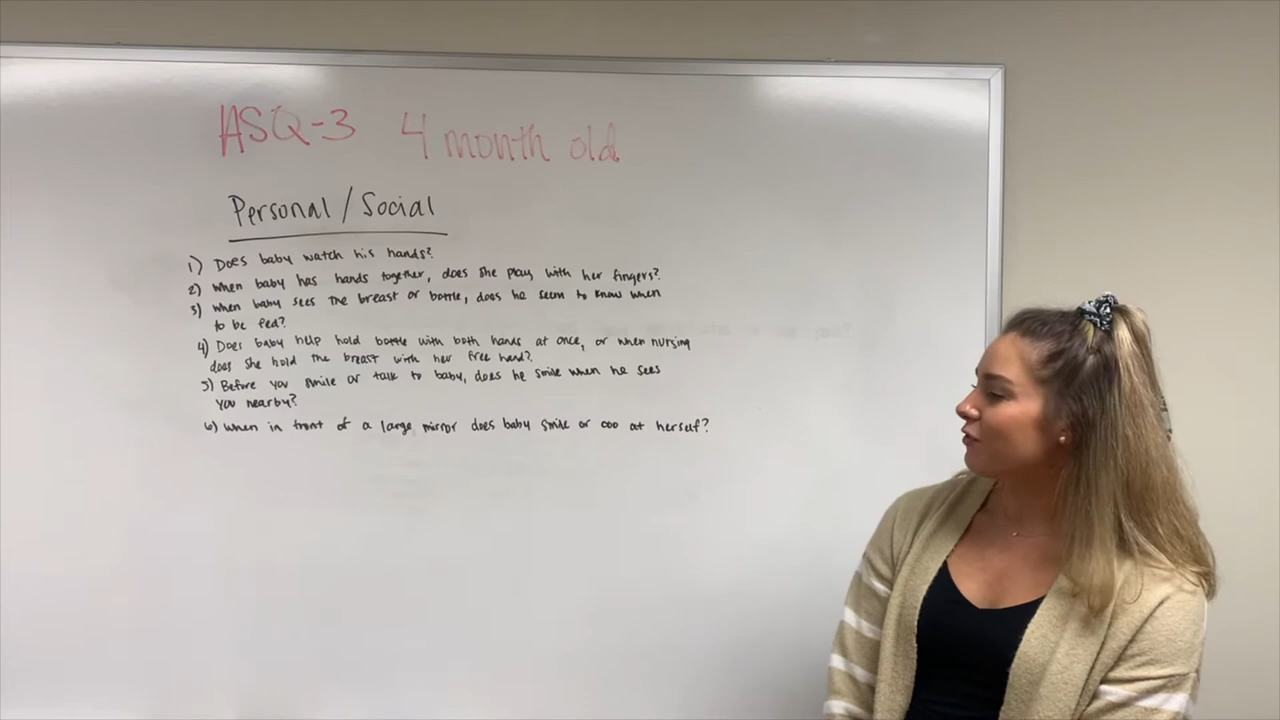 ASQ-3 4 month old
Personal/Social
1) Does baby watch his hands?
2) When baby has hands together, does she play with her fingers?
3) When baby sees the breast or bottle, does he seem to know when
to be fed?
4) Does baby help hold bottle with both hands at once, or when nursing
does she hold the breast with her free hand?
5) Before you smile or talk to baby, does he smile when he sees
you nearby?
6) When in front of a large mirror does baby smile or coo at herself?